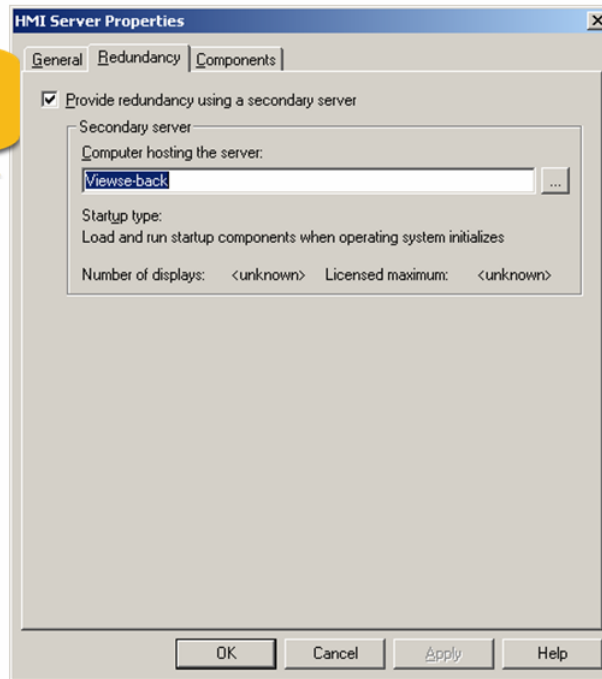 HMI Server Properties
General Redundancy Components
Provide redundancy using a secondary server
Secondary server
Computer hosting the server:
Viewse-back
...
Startup type:
Load and run startup components when operating system initializes
Number of displays: <unknown> Licensed maximum: <unknown>
OK Cancel Apply Help